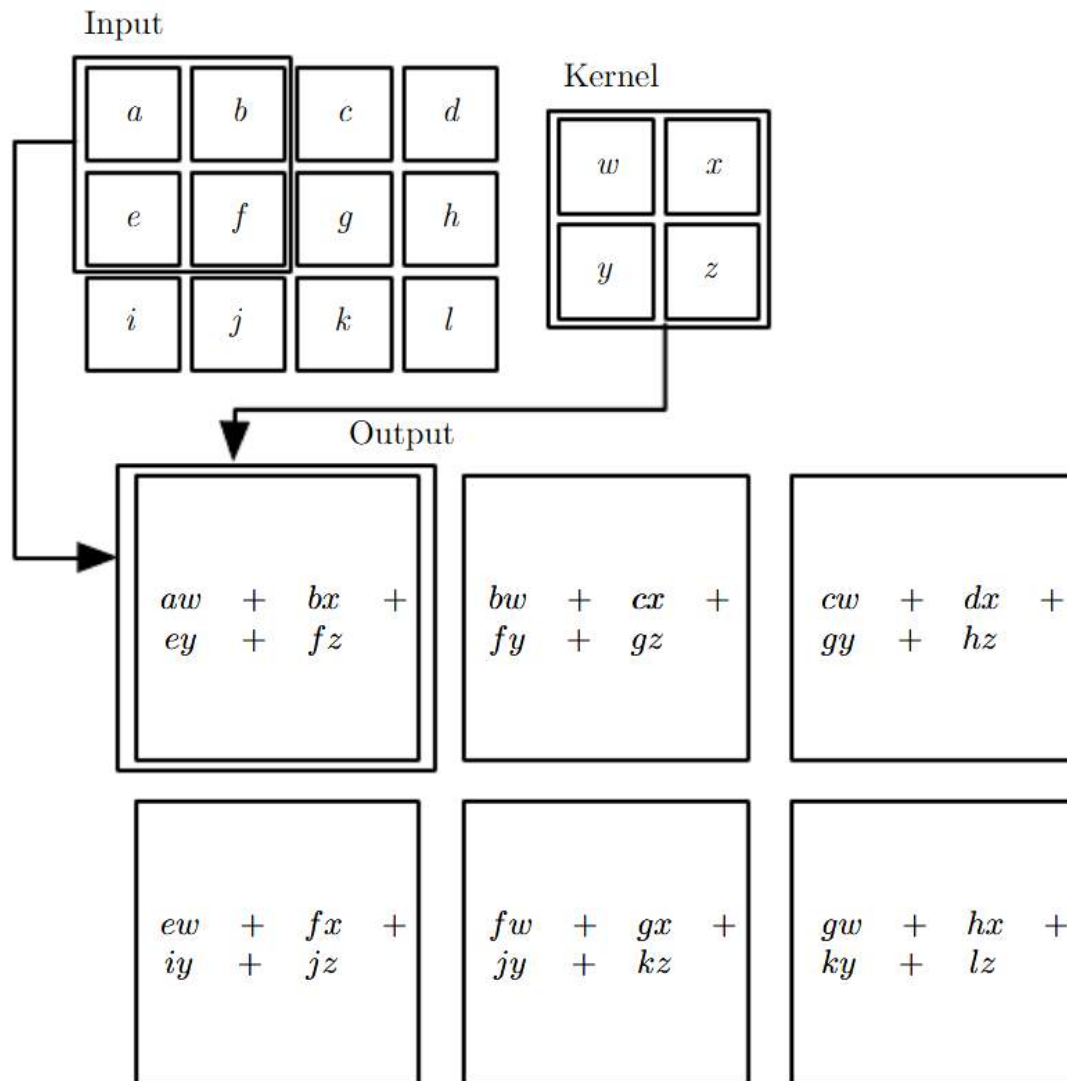 Input
Kernel
a b c d
w x
e f g h
y z
i j k l
Output
aw + bx + bw + cx + cw + dx +
ey + fz fy + gz gy + hz
ew + fx + fw + gx + gw + hx +
iy + jz jy + kz ky + lz